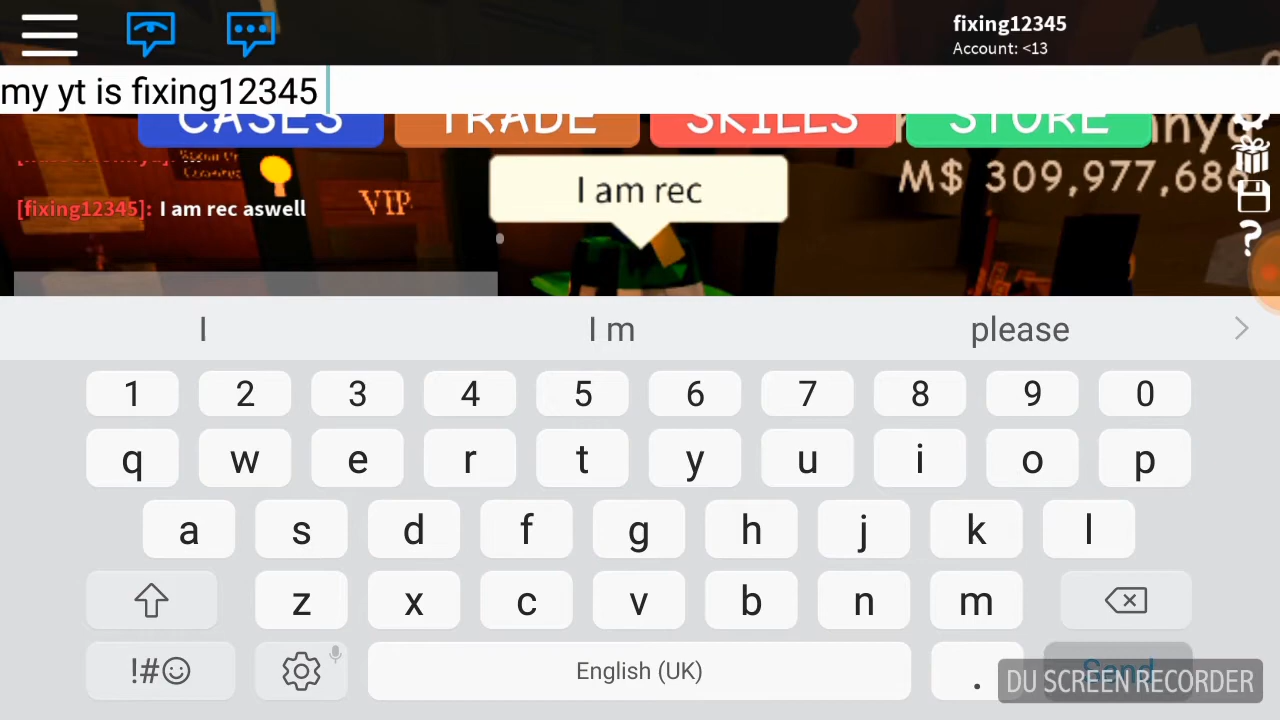 fixing12345
Account: <13
my yt is fixing12345
CASES
TRADE
SKILLS
STORE
M$ 309,977,686
I am rec
[fixing12345]: I am rec aswell
VIP
I
I m
please
1 2 3 4 5 6 7 8 9 0
q w e r t y u i o p
a s d f g h j k l
z x c v b n m
!#☺
English (UK)
.
Send
DU SCREEN RECORDER